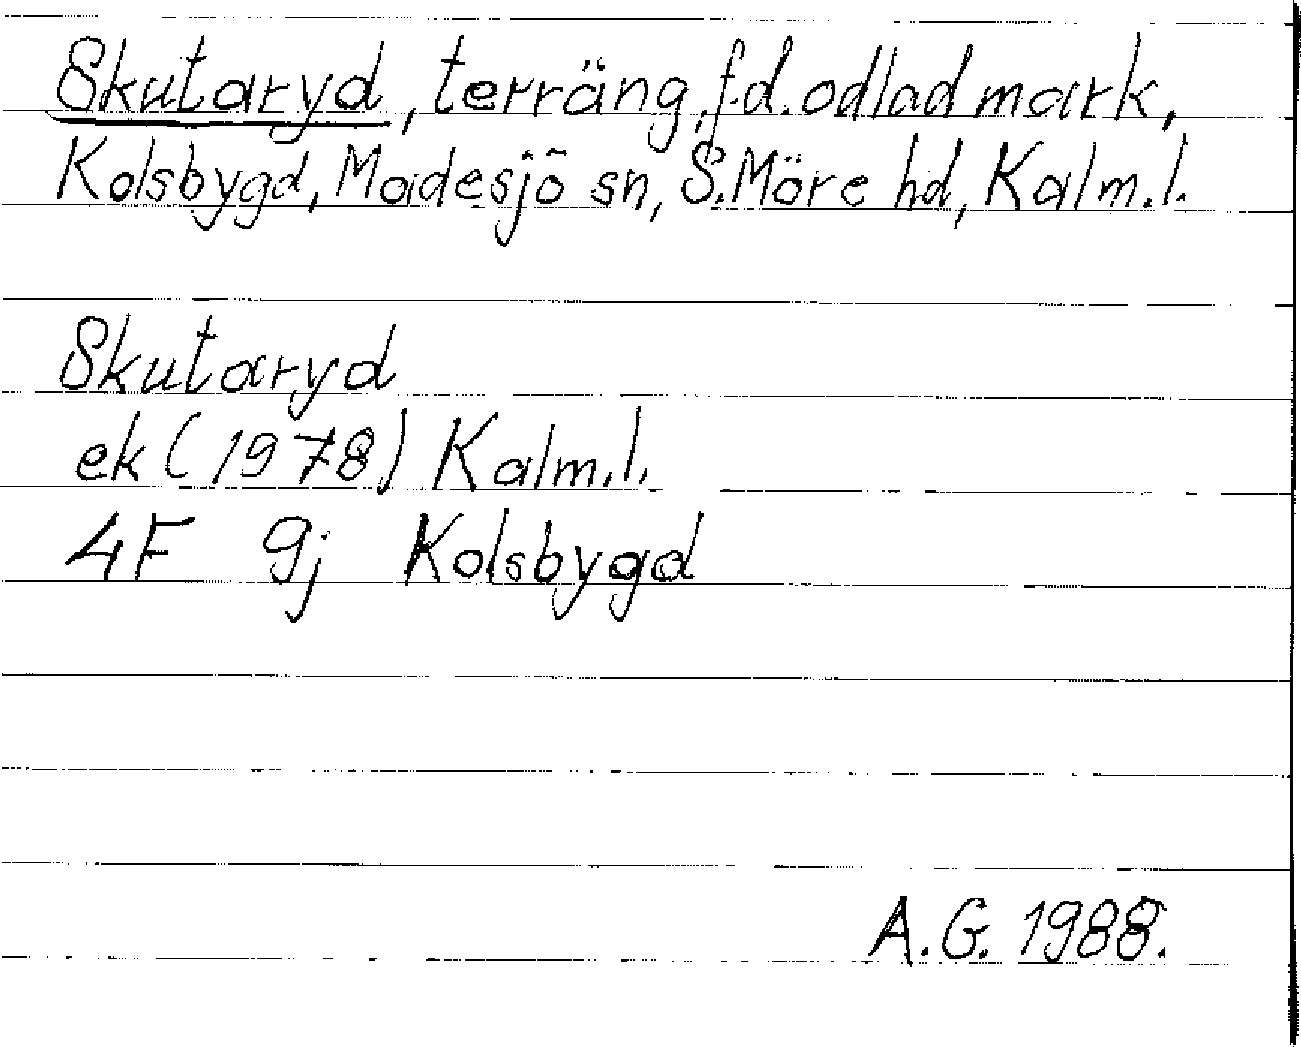 Skutaryd, terräng, f.d. odlad mark,
Kolsbygd, Madesjö sn, S. Möre hd, Kalm. l.
Skutaryd
ek (1978) Kalm. l.
4F 9j Kolsbygd
A.G. 1988.